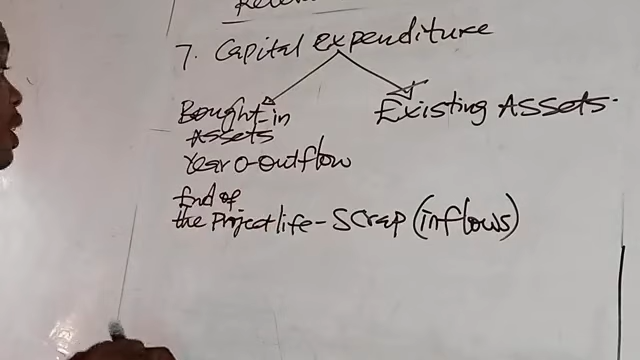 7. Capital expenditure
Bought in Existing Assets.
Assets
Year 0-outflow
End of
the Project life - Scrap (inflows)